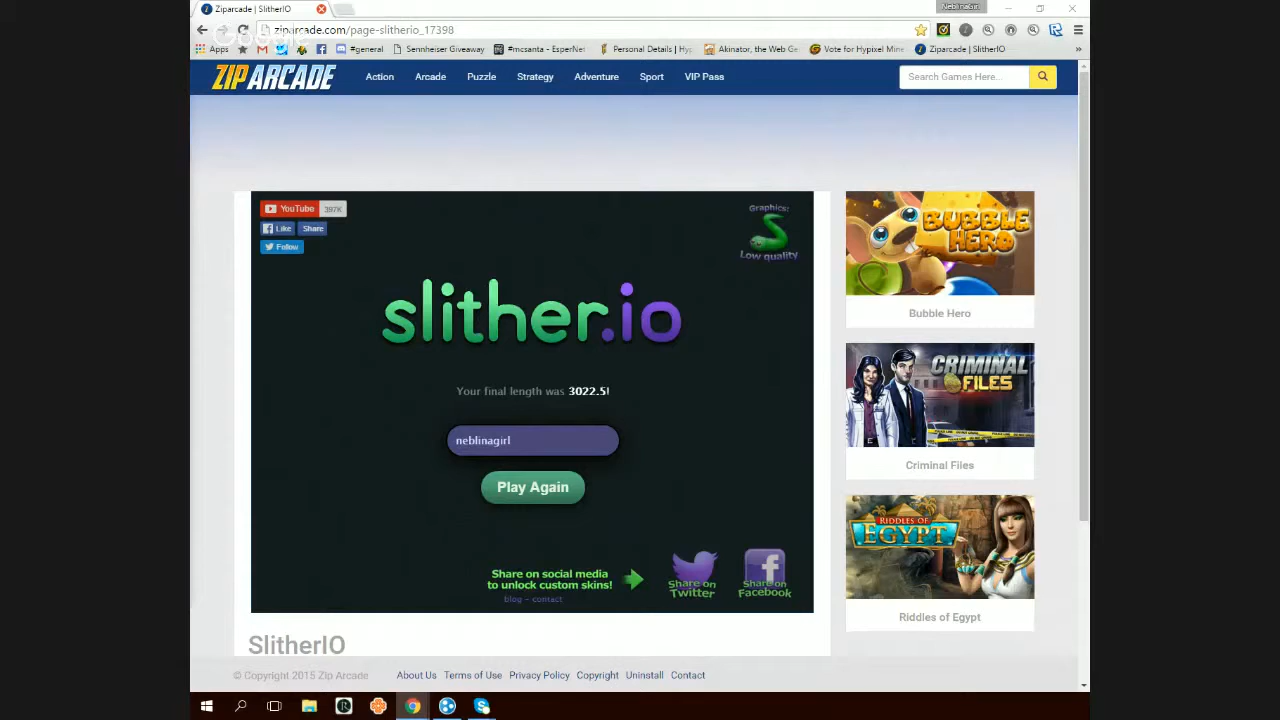 Ziparcade | SlitherIO
NeblinaGirl
ziparcade.com/page-slitherio_17398
Google
Apps
#general
Sennheiser Giveaway
#mcsanta - EsperNet
Personal Details | Hyp
Akinator, the Web Ge
Vote for Hypixel Mine
Ziparcade | SlitherIO
»
ZIPARCADE
Action
Arcade
Puzzle
Strategy
Adventure
Sport
VIP Pass
Search Games Here...
YouTube 397K
Like Share
Follow
Graphics:
Low quality
slither.io
Your final length was 3022.5!
neblinagirl
Play Again
Share on social media
to unlock custom skins!
Share on
Twitter
Share on
Facebook
blog - contact
BUBBLE
HERO
Bubble Hero
CRIMINAL
FILES
Criminal Files
RIDDLES OF
EGYPT
Riddles of Egypt
SlitherIO
© Copyright 2015 Zip Arcade
About Us
Terms of Use
Privacy Policy
Copyright
Uninstall
Contact